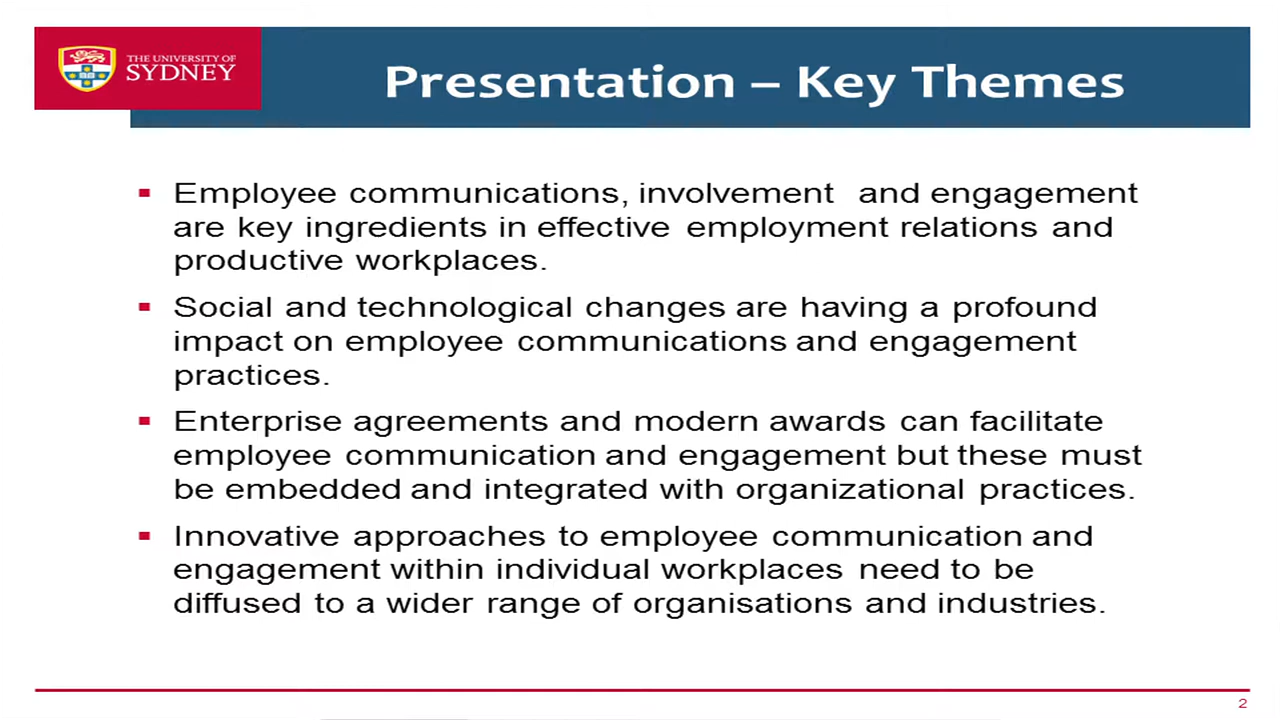 THE UNIVERSITY OF
SYDNEY
Presentation – Key Themes
Employee communications, involvement and engagement
are key ingredients in effective employment relations and
productive workplaces.
Social and technological changes are having a profound
impact on employee communications and engagement
practices.
Enterprise agreements and modern awards can facilitate
employee communication and engagement but these must
be embedded and integrated with organizational practices.
Innovative approaches to employee communication and
engagement within individual workplaces need to be
diffused to a wider range of organisations and industries.
2